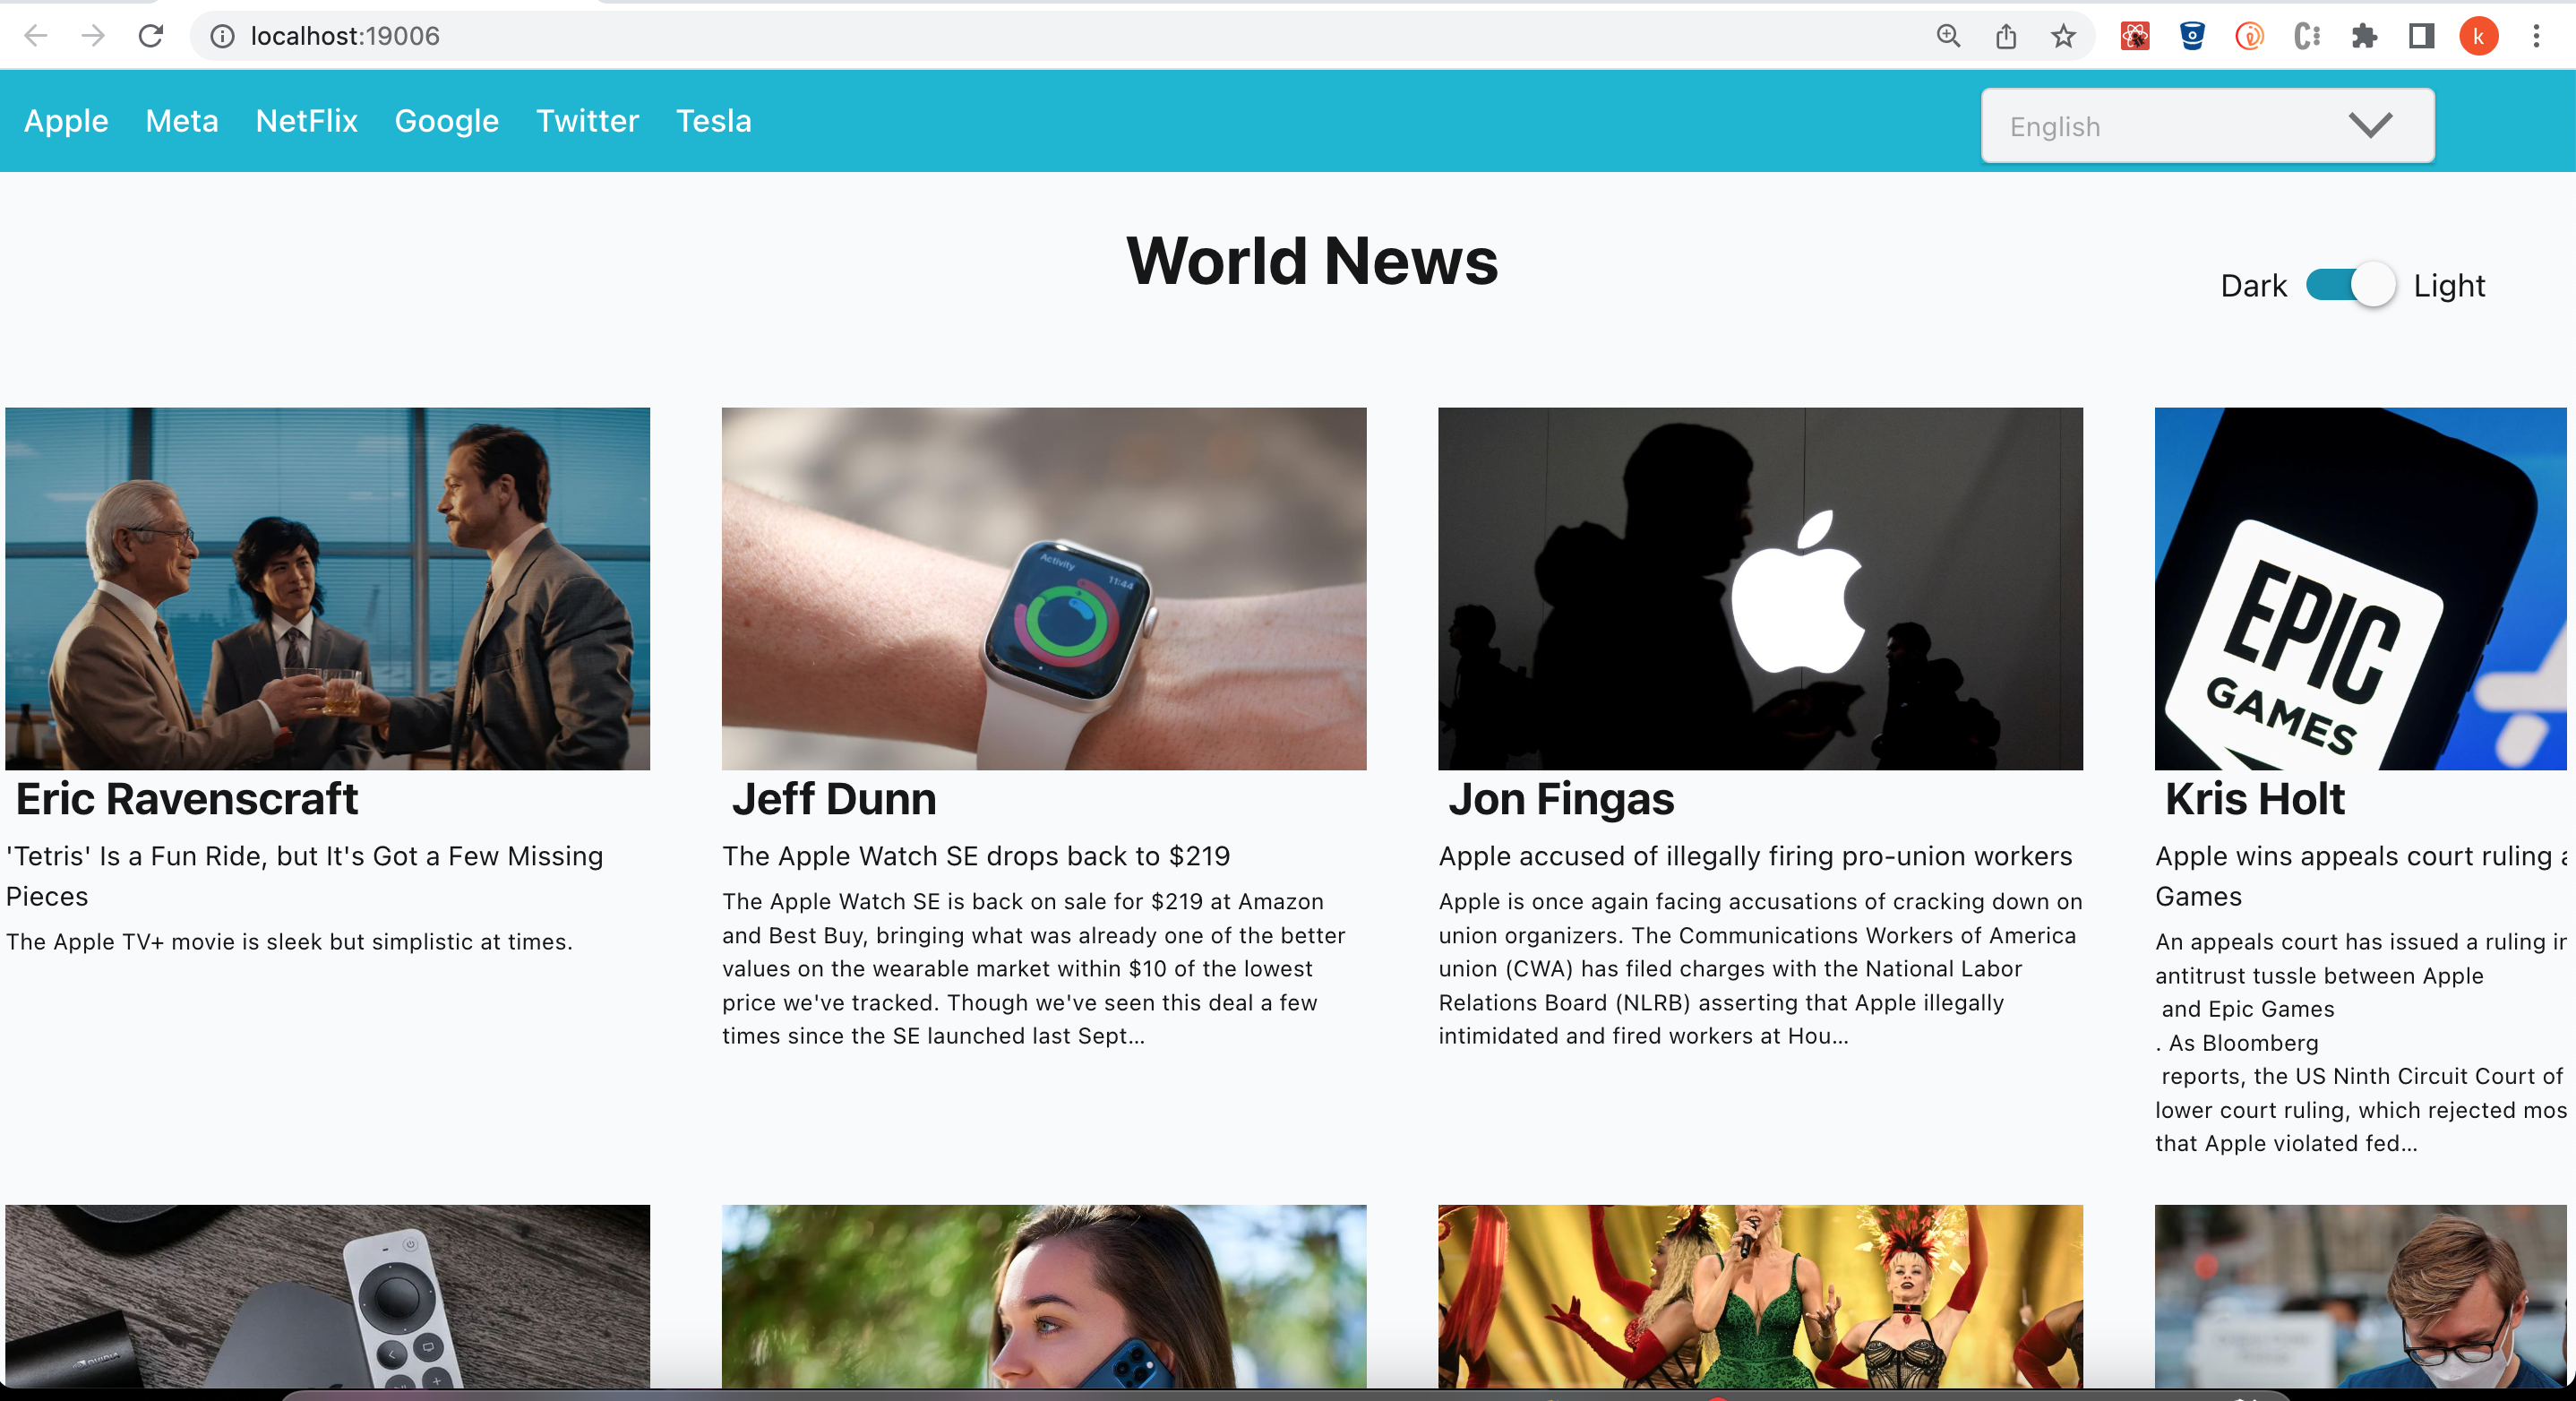 localhost:19006
k
Apple Meta NetFlix Google Twitter Tesla
English
World News
Dark Light
Activity
11:44
EPIC
GAMES
Eric Ravenscraft
'Tetris' Is a Fun Ride, but It's Got a Few Missing
Pieces
The Apple TV+ movie is sleek but simplistic at times.
Jeff Dunn
The Apple Watch SE drops back to $219
The Apple Watch SE is back on sale for $219 at Amazon
and Best Buy, bringing what was already one of the better
values on the wearable market within $10 of the lowest
price we've tracked. Though we've seen this deal a few
times since the SE launched last Sept…
Jon Fingas
Apple accused of illegally firing pro-union workers
Apple is once again facing accusations of cracking down on
union organizers. The Communications Workers of America
union (CWA) has filed charges with the National Labor
Relations Board (NLRB) asserting that Apple illegally
intimidated and fired workers at Hou…
Kris Holt
Apple wins appeals court ruling
Games
An appeals court has issued a ruling
antitrust tussle between Apple
and Epic Games
. As Bloomberg
reports, the US Ninth Circuit Court of
lower court ruling, which rejected mos
that Apple violated fed…
NVIDIA